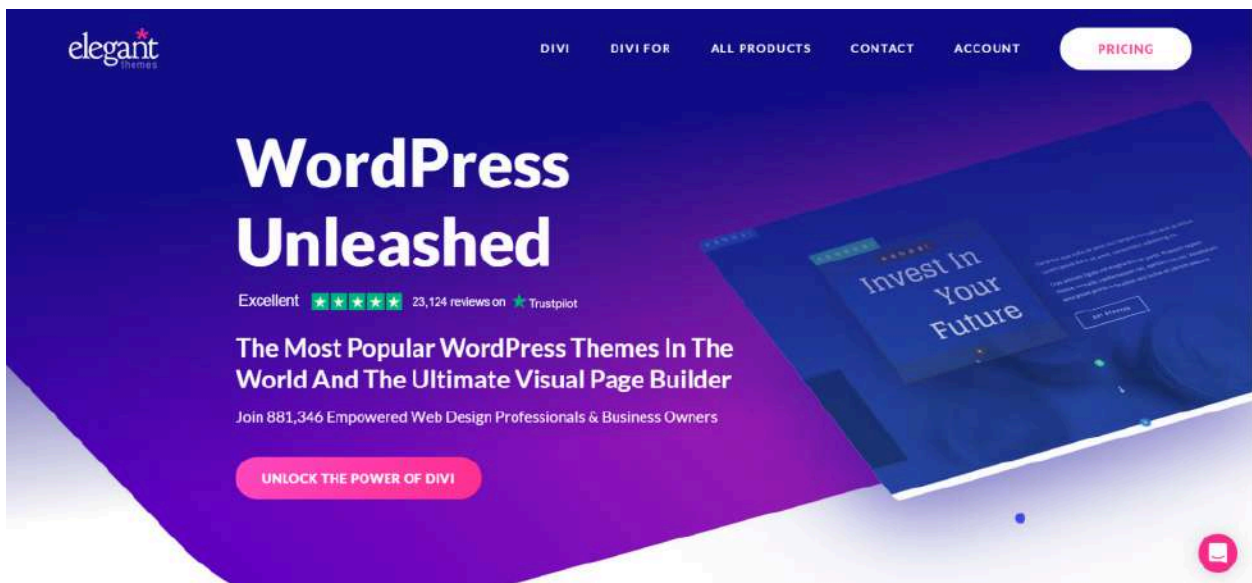 elegant themes
DIVI DIVI FOR ALL PRODUCTS CONTACT ACCOUNT PRICING
WordPress
Unleashed
Excellent 23,124 reviews on Trustpilot
The Most Popular WordPress Themes In The
World And The Ultimate Visual Page Builder
Join 881,346 Empowered Web Design Professionals & Business Owners
UNLOCK THE POWER OF DIVI
Invest In
Your
Future
GET STARTED